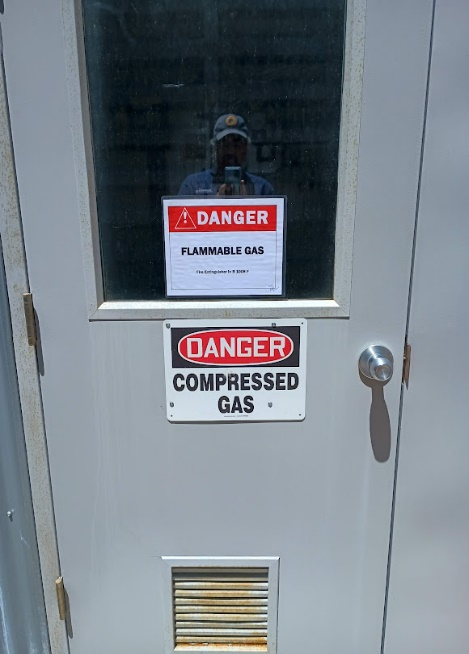 DANGER
FLAMMABLE GAS
DANGER
COMPRESSED
GAS